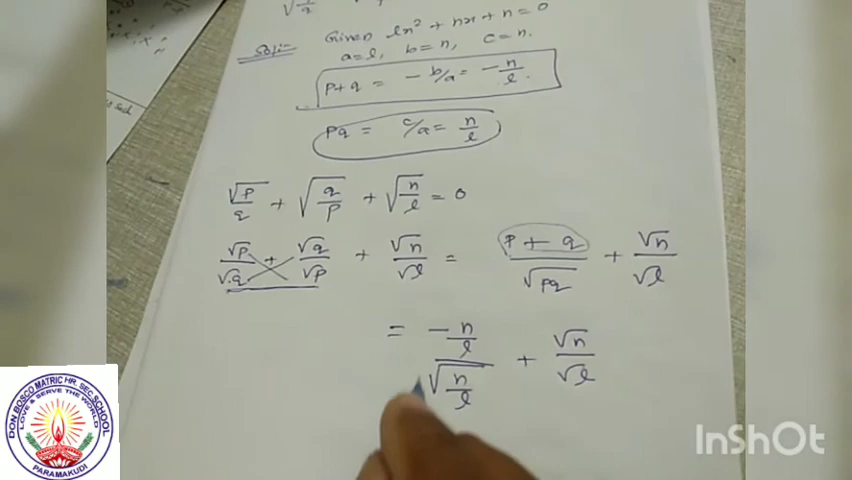 Soln:- Given lx² + nx + n = 0
a = l, b = n, c = n.
p + q = - b/a = - n/l.
pq = c/a = n/l
√p/q + √(q/p) + √(n/l) = 0
√p/√q + √q/√p + √n/√l = p + q/√pq + √n/√l
= -n/l/√(n/l) + √n/√l
DON BOSCO MATRIC HR. SEC. SCHOOL
LOVE & SERVE THE WORLD
PARAMAKUDI
InShOt